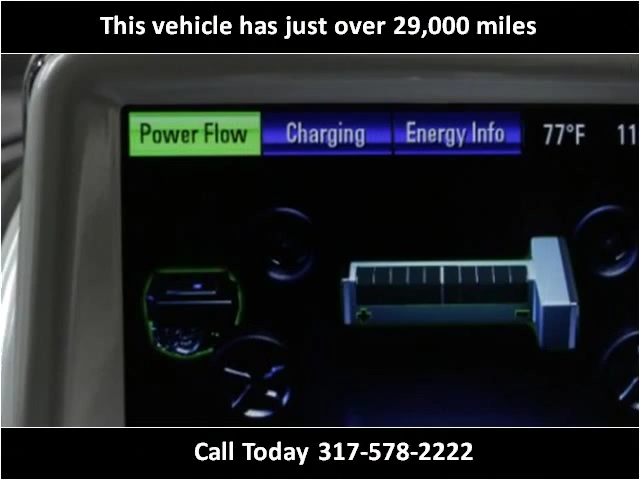 This vehicle has just over 29,000 miles
Power Flow Charging Energy Info 77°F 11
Call Today 317-578-2222